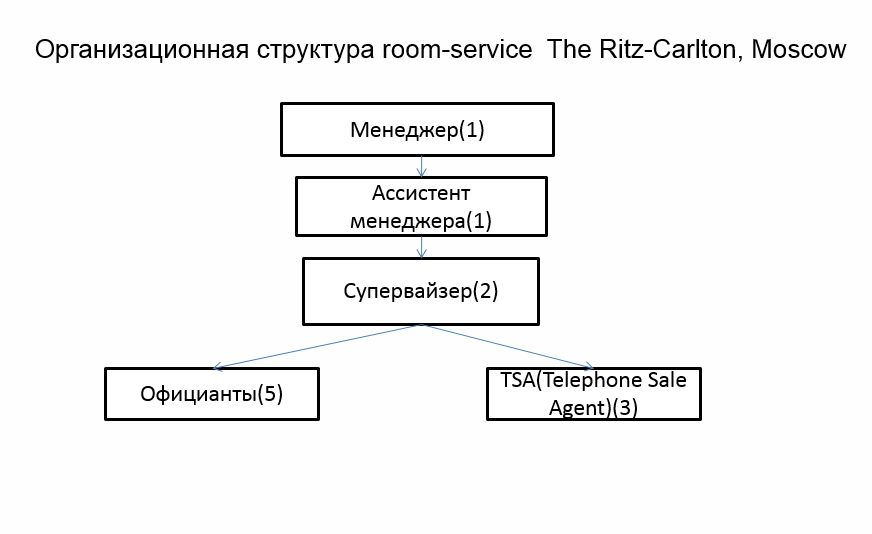 Организационная структура room-service  The Ritz-Carlton, Moscow
Менеджер(1)
Ассистент
менеджера(1)
Супервайзер(2)
Официанты(5)
TSA(Telephone Sale
Agent)(3)